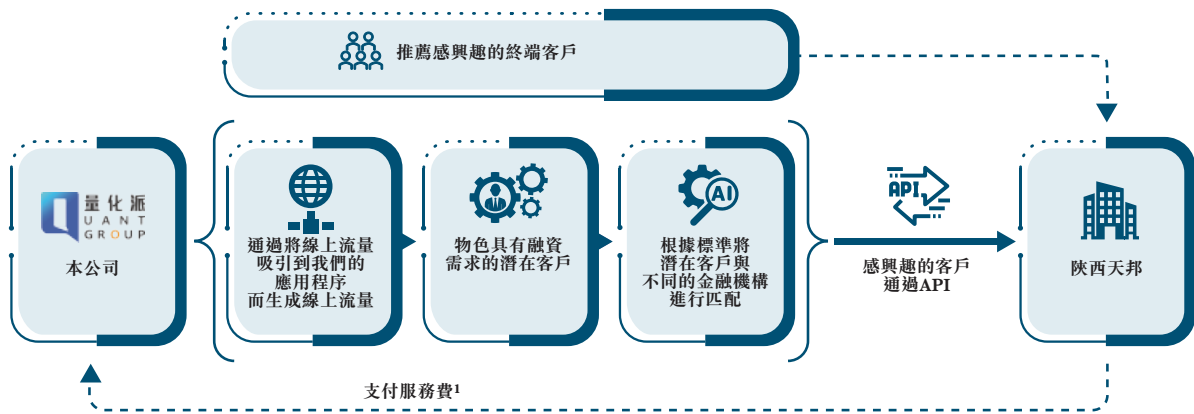 推薦感興趣的終端客戶
量化派
UANT
GROUP
本公司
通過將線上流量
吸引到我們的
應用程序
而生成線上流量
物色具有融資
需求的潛在客戶
AI
根據標準將
潛在客戶與
不同的金融機構
進行匹配
API
感興趣的客戶
通過API
陝西天邦
支付服務費¹